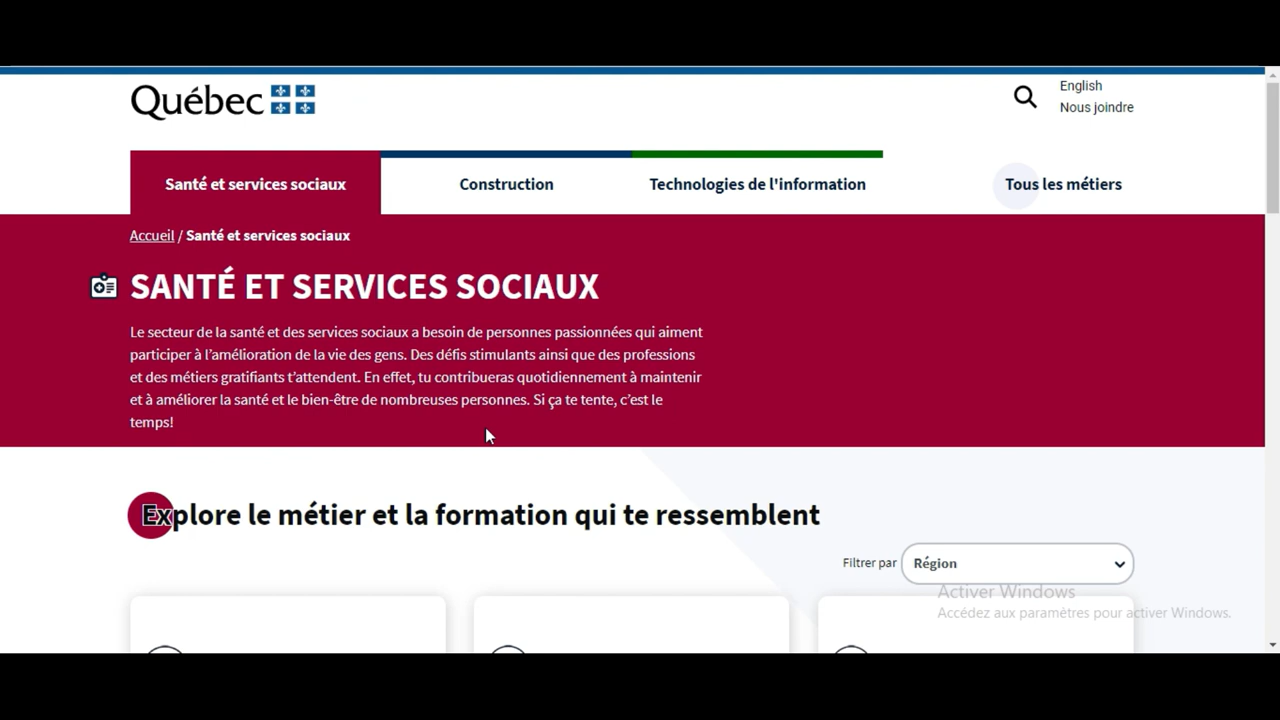 Québec
English
Nous joindre
Santé et services sociaux
Construction
Technologies de l'information
Tous les métiers
Accueil / Santé et services sociaux
SANTÉ ET SERVICES SOCIAUX
Le secteur de la santé et des services sociaux a besoin de personnes passionnées qui aiment
participer à l'amélioration de la vie des gens. Des défis stimulants ainsi que des professions
et des métiers gratifiants t'attendent. En effet, tu contribueras quotidiennement à maintenir
et à améliorer la santé et le bien-être de nombreuses personnes. Si ça te tente, c'est le
temps!
Explore le métier et la formation qui te ressemblent
Filtrer par
Région
Activer Windows
Accédez aux paramètres pour activer Windows.